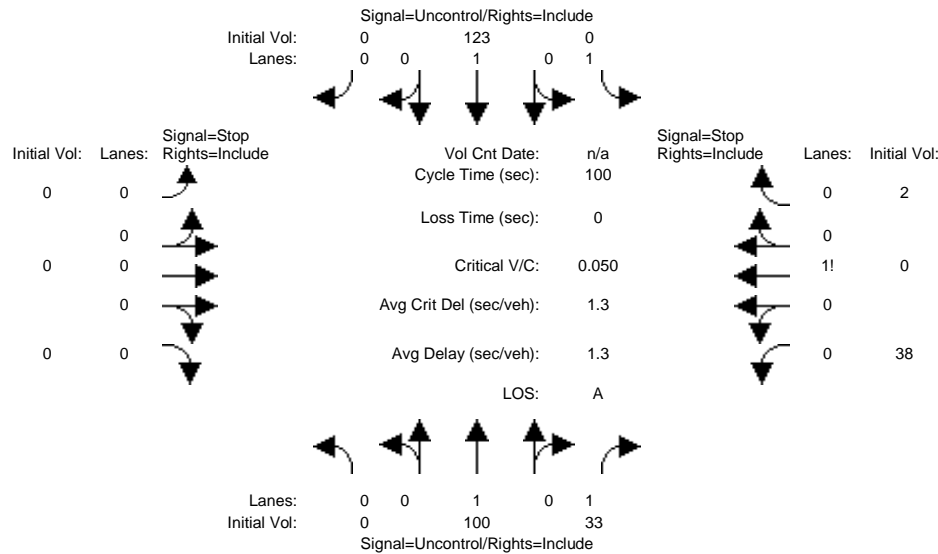 Signal=Uncontrol/Rights=Include
Initial Vol: 0 123 0
Lanes: 0 0 1 0 1
Signal=Stop Signal=Stop
Initial Vol: Lanes: Rights=Include Vol Cnt Date: n/a Rights=Include Lanes: Initial Vol:
Cycle Time (sec): 100
0 0 0 2
Loss Time (sec): 0
0 0
0 0 Critical V/C: 0.050 1! 0
0 Avg Crit Del (sec/veh): 1.3 0
0 0 Avg Delay (sec/veh): 1.3 0 38
LOS: A
Lanes: 0 0 1 0 1
Initial Vol: 0 100 33
Signal=Uncontrol/Rights=Include